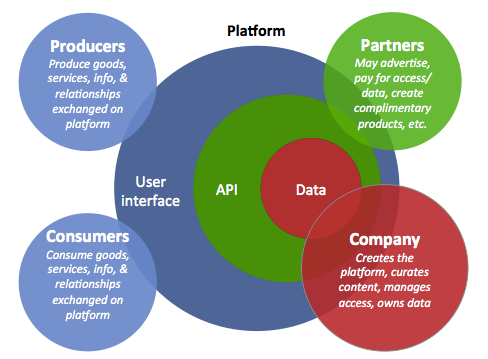 Platform
Producers
Produce goods,
services, info, &
relationships
exchanged on
platform
Partners
May advertise,
pay for access/
data, create
complimentary
products, etc.
User
interface
API
Data
Consumers
Consume goods,
services, info, &
relationships
exchanged on
platform
Company
Creates the
platform, curates
content, manages
access, owns data